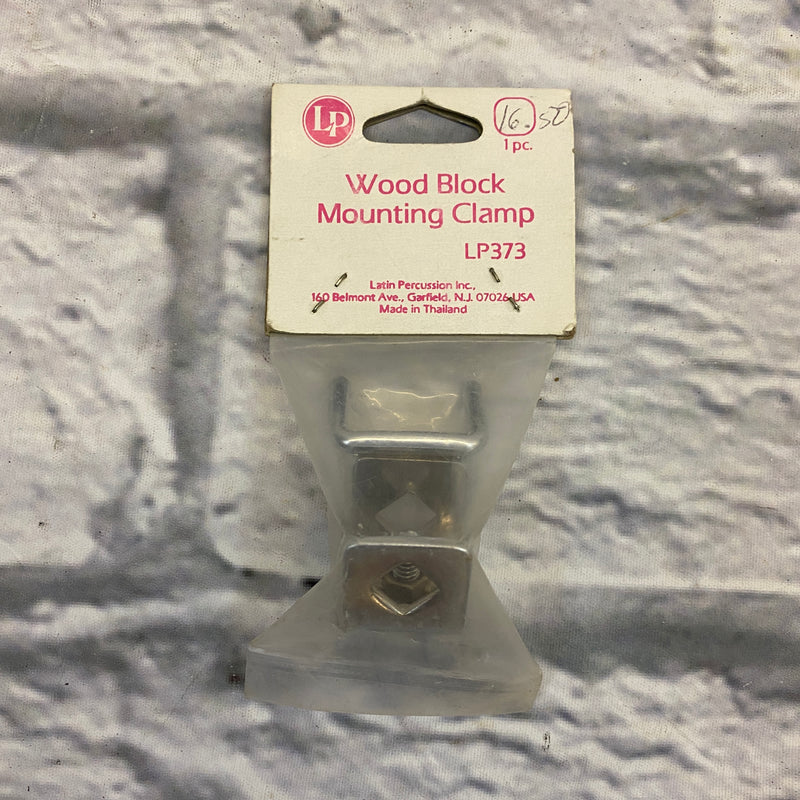 LP
16.50
1 pc.
Wood Block
Mounting Clamp
LP373
Latin Percussion Inc.,
160 Belmont Ave., Garfield, N.J. 07026 USA
Made in Thailand